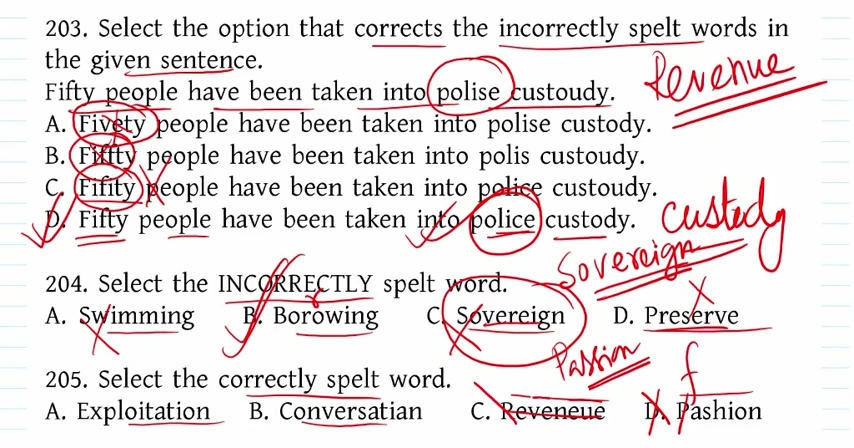 203. Select the option that corrects the incorrectly spelt words in
the given sentence.
Fifty people have been taken into polise custoudy.
Revenue
A. Fivety people have been taken into polise custody.
B. Fiffty people have been taken into polis custoudy.
C. Fifity people have been taken into police custoudy.
D. Fifty people have been taken into police custody.
custody
Sovereign
204. Select the INCORRECTLY spelt word.
r
A. Swimming B. Borowing C. Sovereign D. Preserve
Passion
f
205. Select the correctly spelt word.
A. Exploitation B. Conversatian C. Reveneue D. Pashion